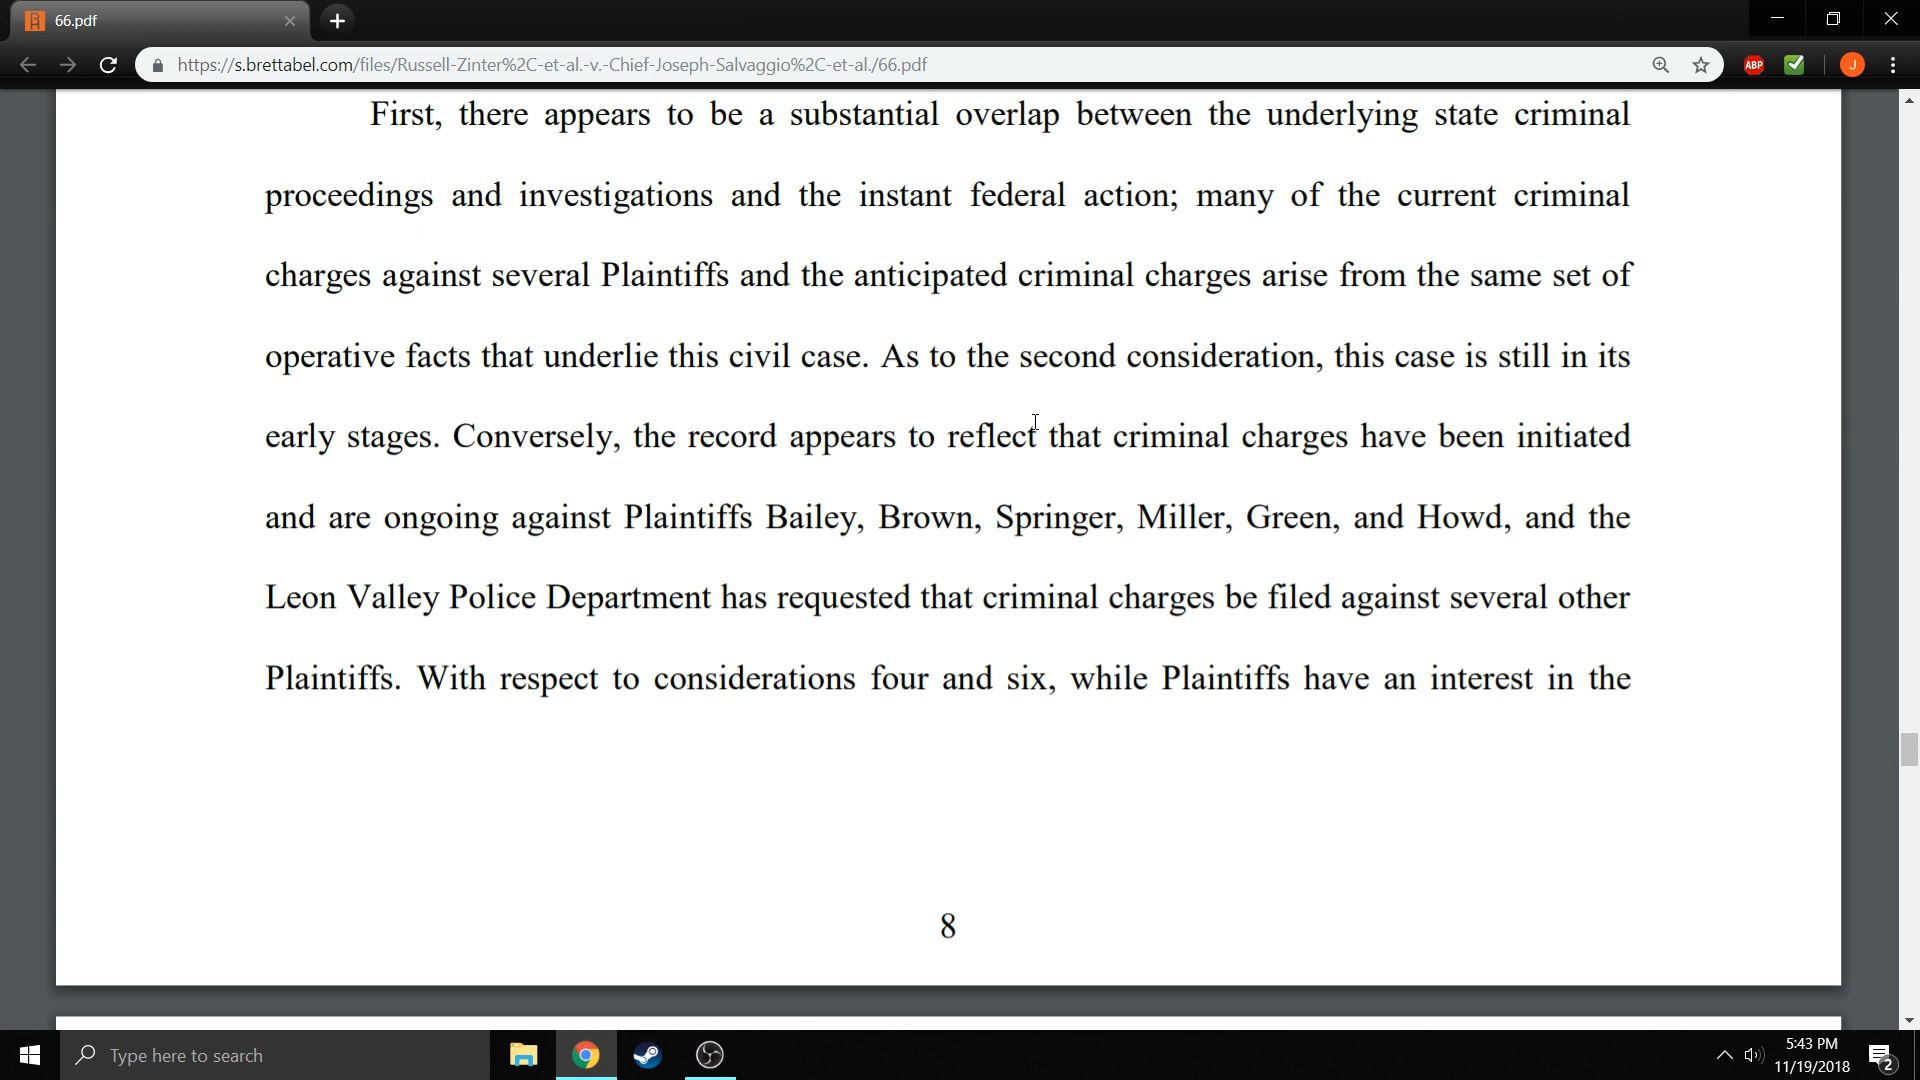 66.pdf
https://s.brettabel.com/files/Russell-Zinter%2C-et-al.-v.-Chief-Joseph-Salvaggio%2C-et-al./66.pdf
ABP
J
First, there appears to be a substantial overlap between the underlying state criminal
proceedings and investigations and the instant federal action; many of the current criminal
charges against several Plaintiffs and the anticipated criminal charges arise from the same set of
operative facts that underlie this civil case. As to the second consideration, this case is still in its
early stages. Conversely, the record appears to reflect that criminal charges have been initiated
and are ongoing against Plaintiffs Bailey, Brown, Springer, Miller, Green, and Howd, and the
Leon Valley Police Department has requested that criminal charges be filed against several other
Plaintiffs. With respect to considerations four and six, while Plaintiffs have an interest in the
8
Type here to search
5:43 PM
11/19/2018
2